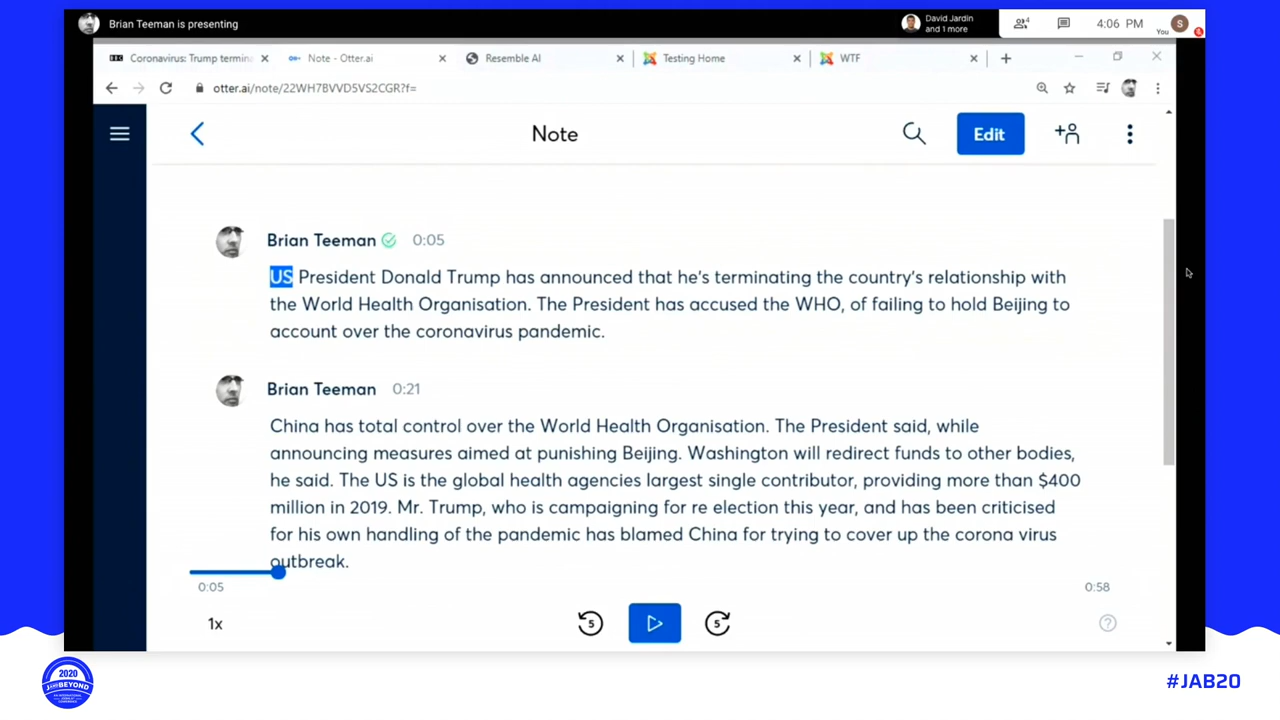 Brian Teeman is presenting
David Jardin
and 1 more
4
4:06 PM
You
S
Coronavirus: Trump termina
Note - Otter.ai
Resemble AI
Testing Home
WTF
otter.ai/note/22WH7BVVD5VS2CGR?f=
Note
Edit
Brian Teeman 0:05
US President Donald Trump has announced that he's terminating the country's relationship with
the World Health Organisation. The President has accused the WHO, of failing to hold Beijing to
account over the coronavirus pandemic.
Brian Teeman 0:21
China has total control over the World Health Organisation. The President said, while
announcing measures aimed at punishing Beijing. Washington will redirect funds to other bodies,
he said. The US is the global health agencies largest single contributor, providing more than $400
million in 2019. Mr. Trump, who is campaigning for re election this year, and has been criticised
for his own handling of the pandemic has blamed China for trying to cover up the corona virus
outbreak.
0:05
0:58
1x
5
5
2020
JANDBEYOND
#JAB20